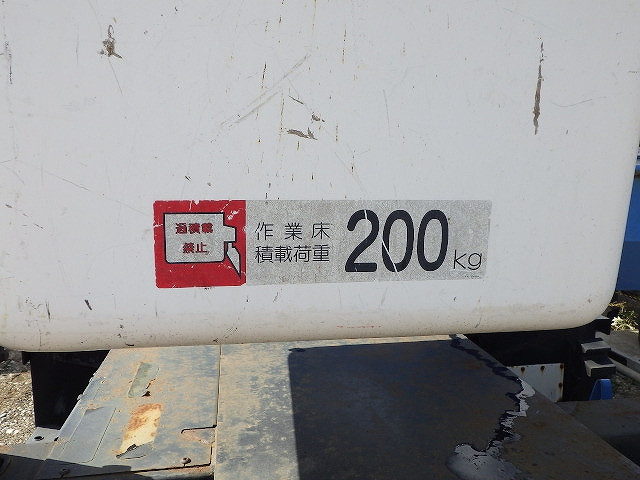 過積載
禁止
作業床
積載荷重
200kg